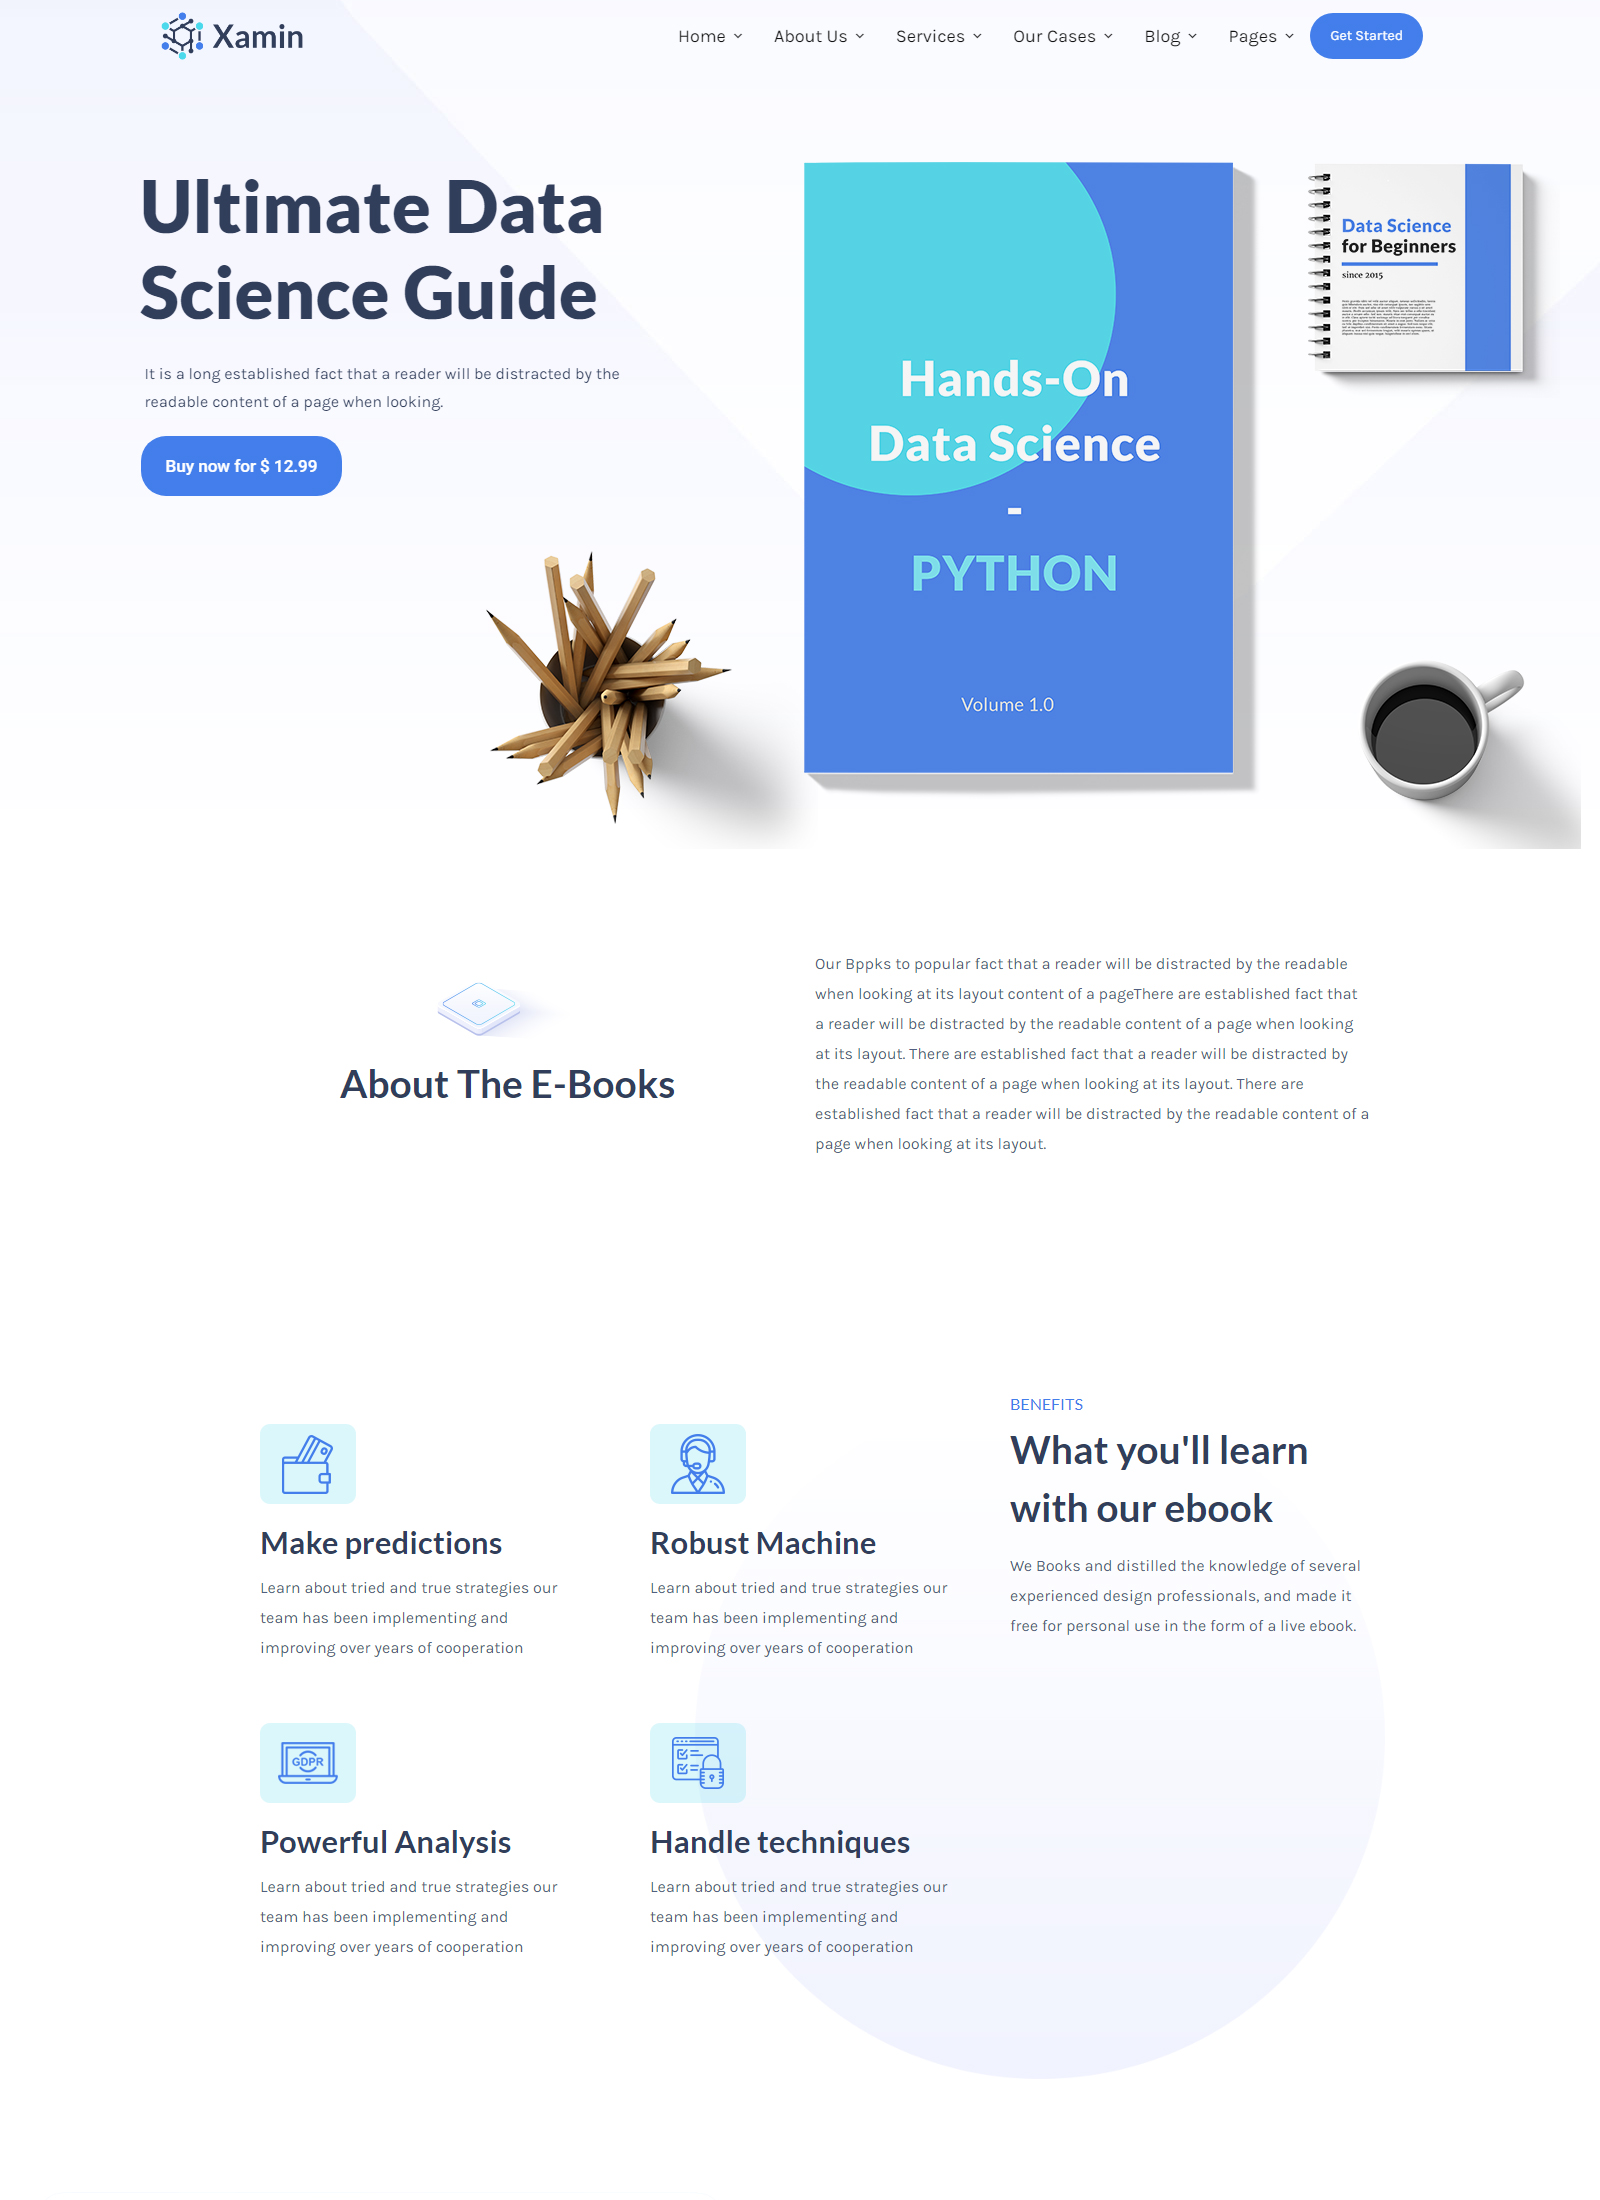 Xamin
Home
About Us
Services
Our Cases
Blog
Pages
Get Started
Ultimate Data
Science Guide
It is a long established fact that a reader will be distracted by the
readable content of a page when looking.
Buy now for $ 12.99
Hands-On
Data Science
-
PYTHON
Volume 1.0
Data Science
for Beginners
since 2015
About The E-Books
Our Bppks to popular fact that a reader will be distracted by the readable
when looking at its layout content of a pageThere are established fact that
a reader will be distracted by the readable content of a page when looking
at its layout. There are established fact that a reader will be distracted by
the readable content of a page when looking at its layout. There are
established fact that a reader will be distracted by the readable content of a
page when looking at its layout.
Make predictions
Learn about tried and true strategies our
team has been implementing and
improving over years of cooperation
Robust Machine
Learn about tried and true strategies our
team has been implementing and
improving over years of cooperation
BENEFITS
What you'll learn
with our ebook
We Books and distilled the knowledge of several
experienced design professionals, and made it
free for personal use in the form of a live ebook.
GDPR
Powerful Analysis
Learn about tried and true strategies our
team has been implementing and
improving over years of cooperation
Handle techniques
Learn about tried and true strategies our
team has been implementing and
improving over years of cooperation